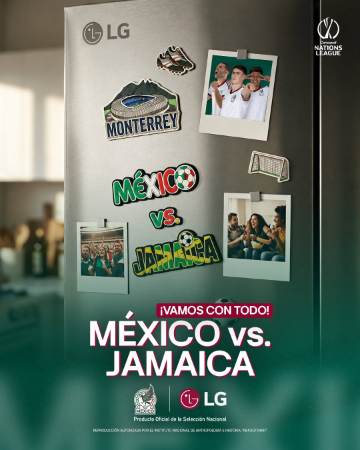 LG
Concacaf
NATIONS
LEAGUE
MONTERREY
MÉXICO
VS.
JAMAICA
¡VAMOS CON TODO!
MÉXICO vs.
JAMAICA
LG
Producto Oficial de la Selección Nacional